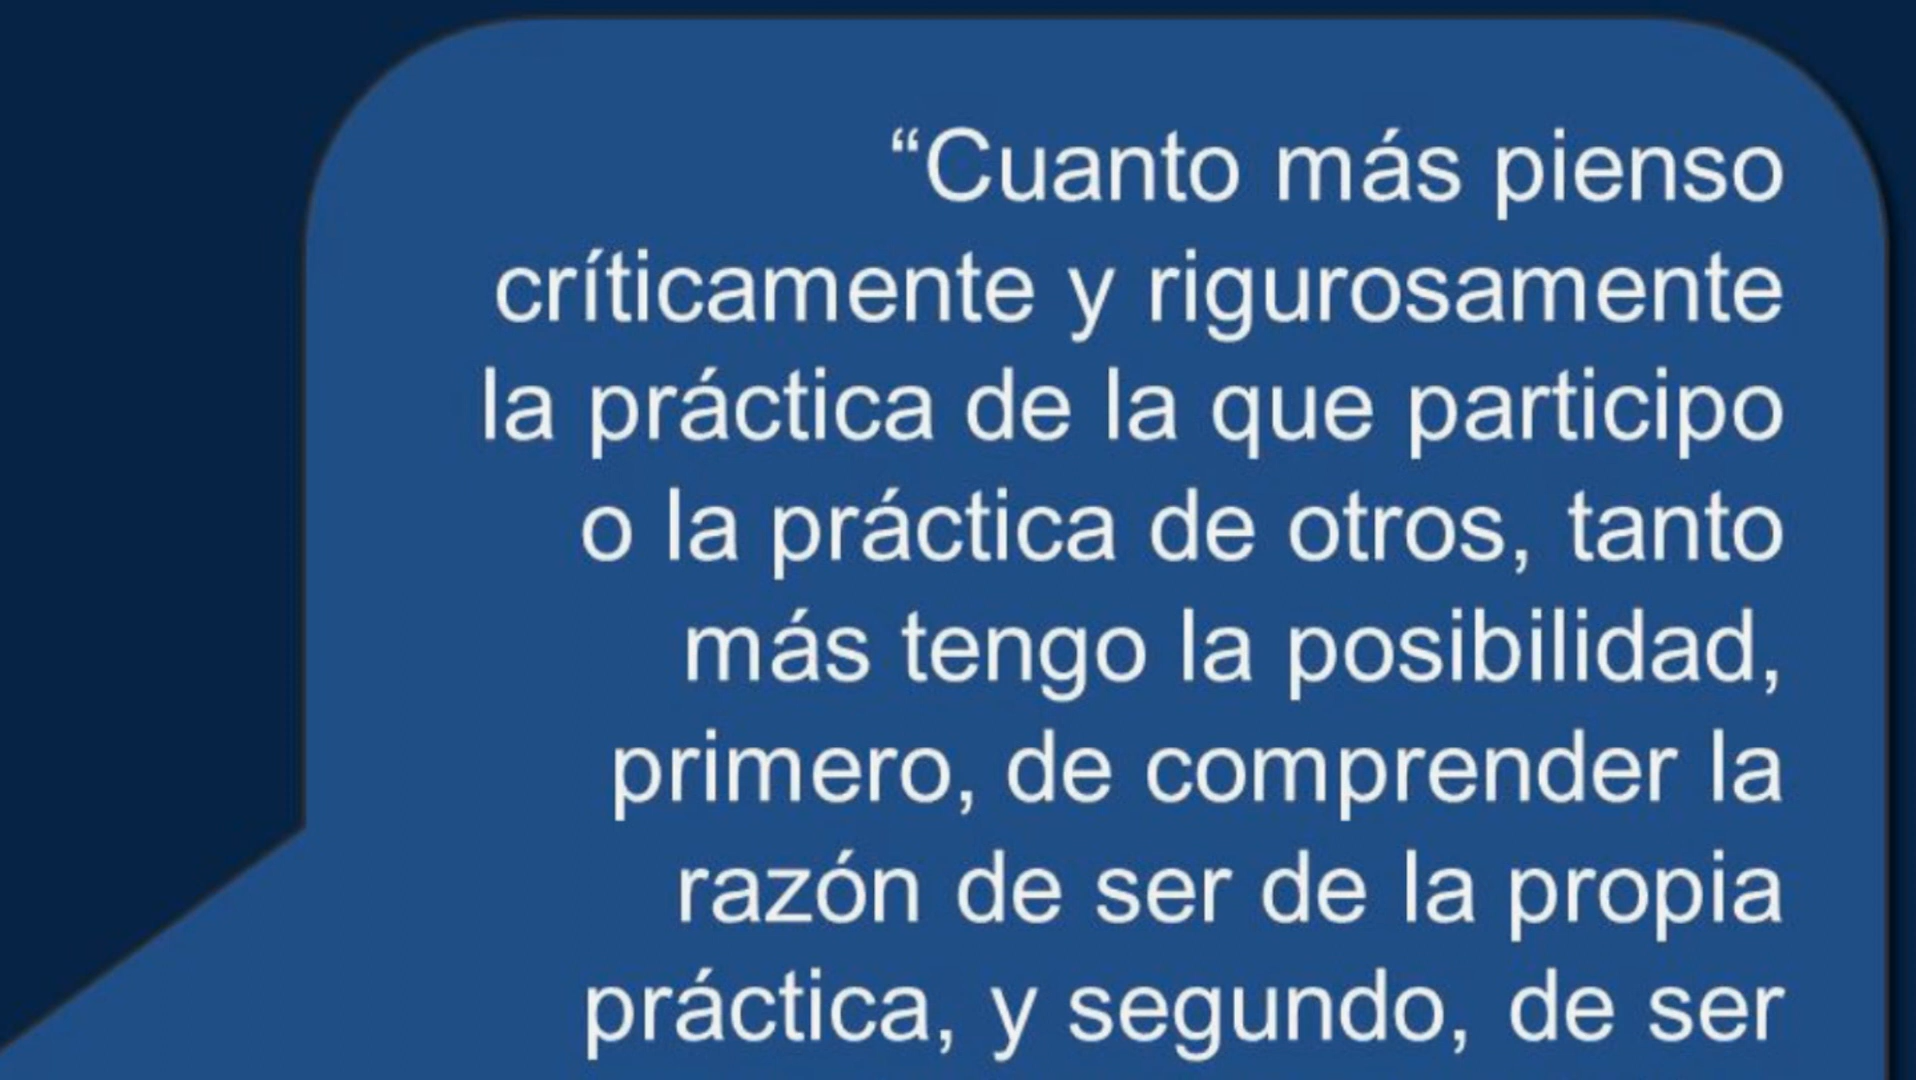 “Cuanto más pienso
críticamente y rigurosamente
la práctica de la que participo
o la práctica de otros, tanto
más tengo la posibilidad,
primero, de comprender la
razón de ser de la propia
práctica, y segundo, de ser